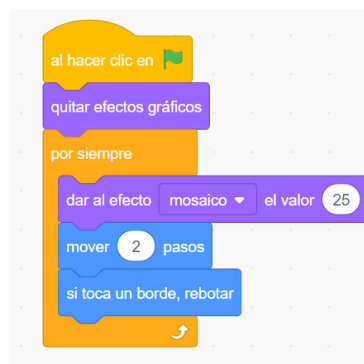 al hacer clic en
quitar efectos gráficos
por siempre
dar al efecto mosaico el valor 25
mover 2 pasos
si toca un borde, rebotar